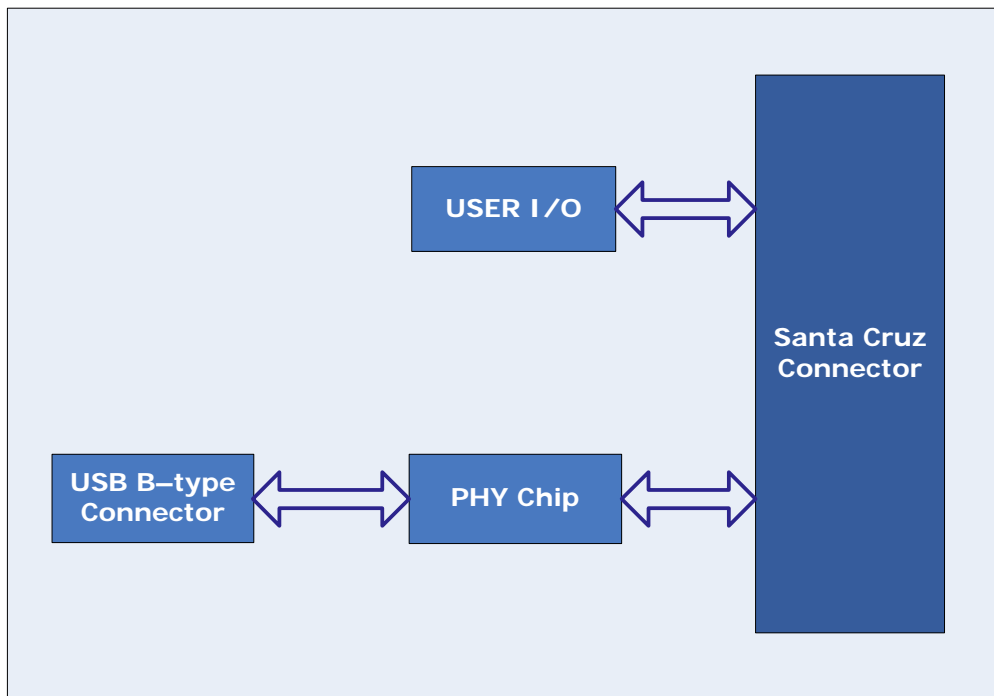 USER I/O
Santa Cruz
Connector
USB B–type
Connector
PHY Chip